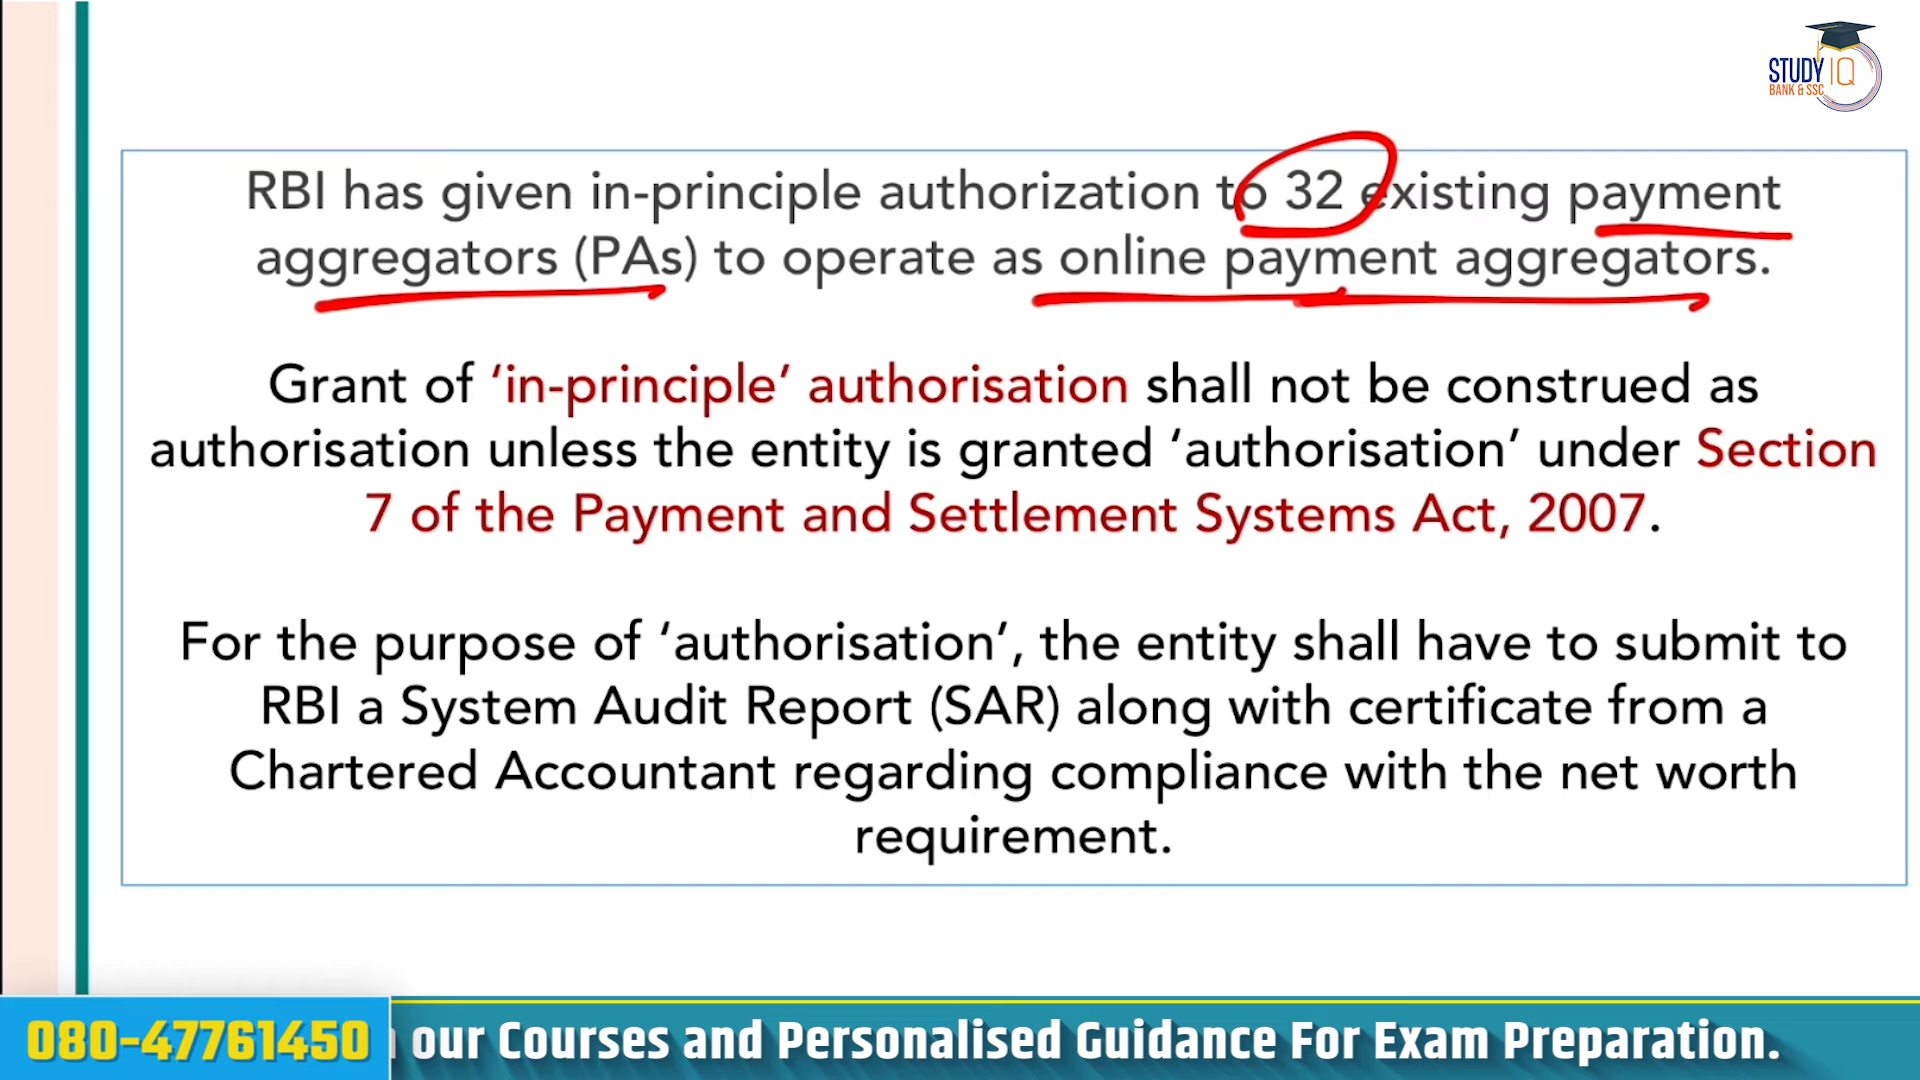 STUDY IQ
BANK & SSC
RBI has given in-principle authorization to 32 existing payment
aggregators (PAs) to operate as online payment aggregators.
Grant of ‘in-principle’ authorisation shall not be construed as
authorisation unless the entity is granted ‘authorisation’ under Section
7 of the Payment and Settlement Systems Act, 2007.
For the purpose of ‘authorisation’, the entity shall have to submit to
RBI a System Audit Report (SAR) along with certificate from a
Chartered Accountant regarding compliance with the net worth
requirement.
080-47761450 our Courses and Personalised Guidance For Exam Preparation.